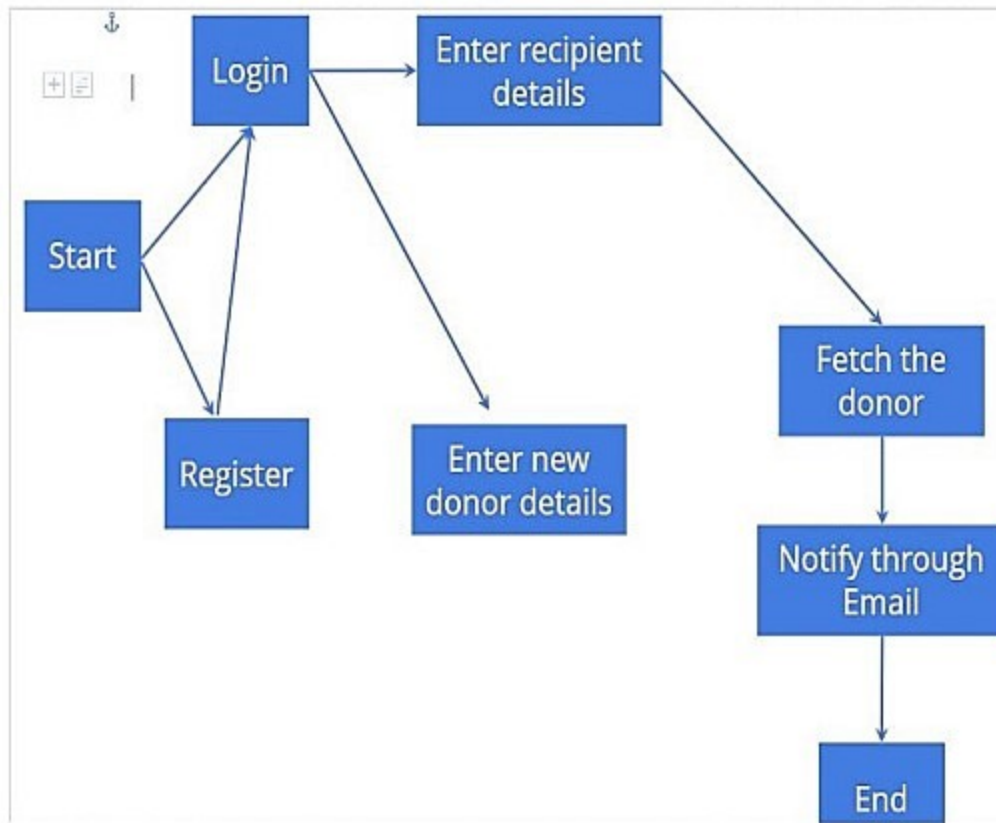 Login
Enter recipient
details
Start
Fetch the
donor
Register
Enter new
donor details
Notify through
Email
End